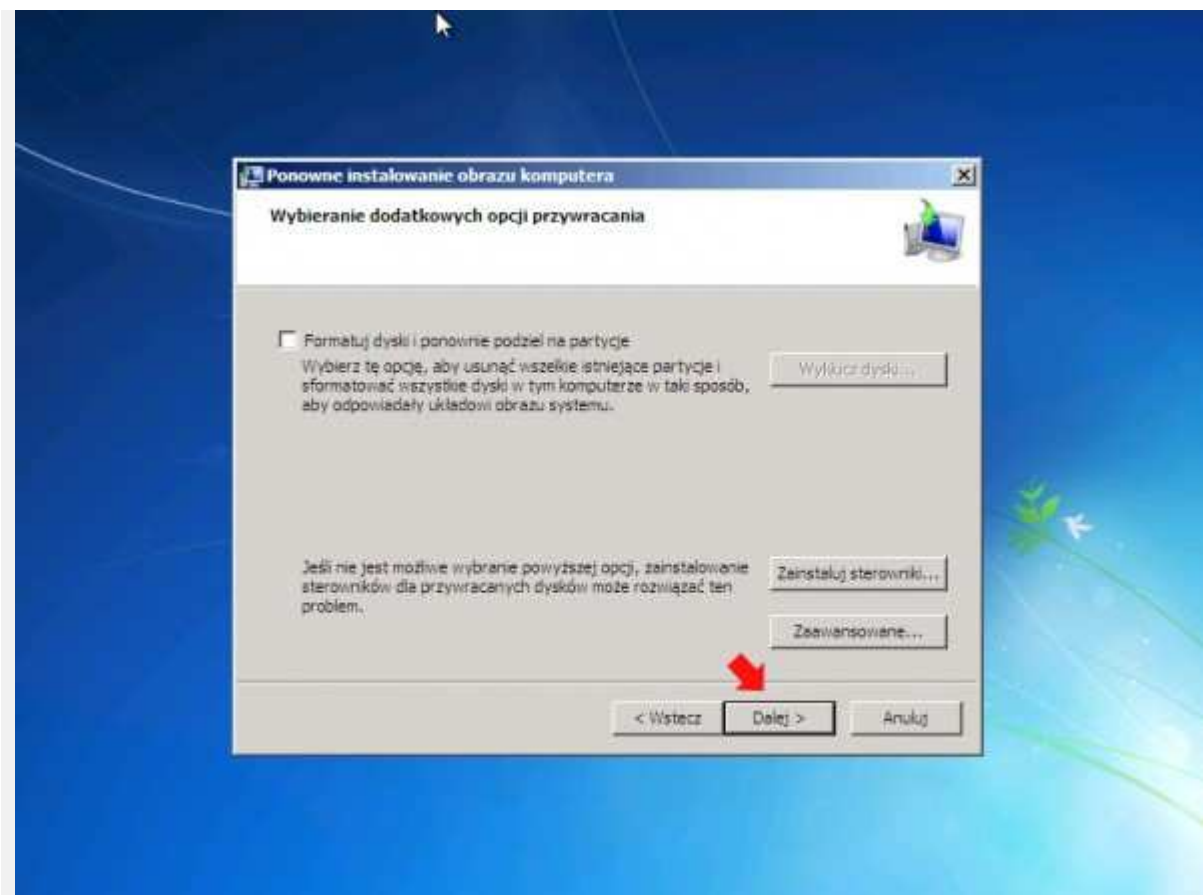 Ponowne instalowanie obrazu komputera
Wybieranie dodatkowych opcji przywracania
Formatuj dyski i ponownie podziel na partycje
Wybierz tę opcję, aby usunąć wszelkie istniejące partycje i
sformatować wszystkie dyski w tym komputerze w taki sposób,
aby odpowiadały układowi obrazu systemu.
Wyklucz dyski...
Jeśli nie jest możliwe wybranie powyższej opcji, zainstalowanie
sterowników dla przywracanych dysków może rozwiązać ten
problem.
Zainstaluj sterowniki...
Zaawansowane...
< Wstecz
Dalej >
Anuluj